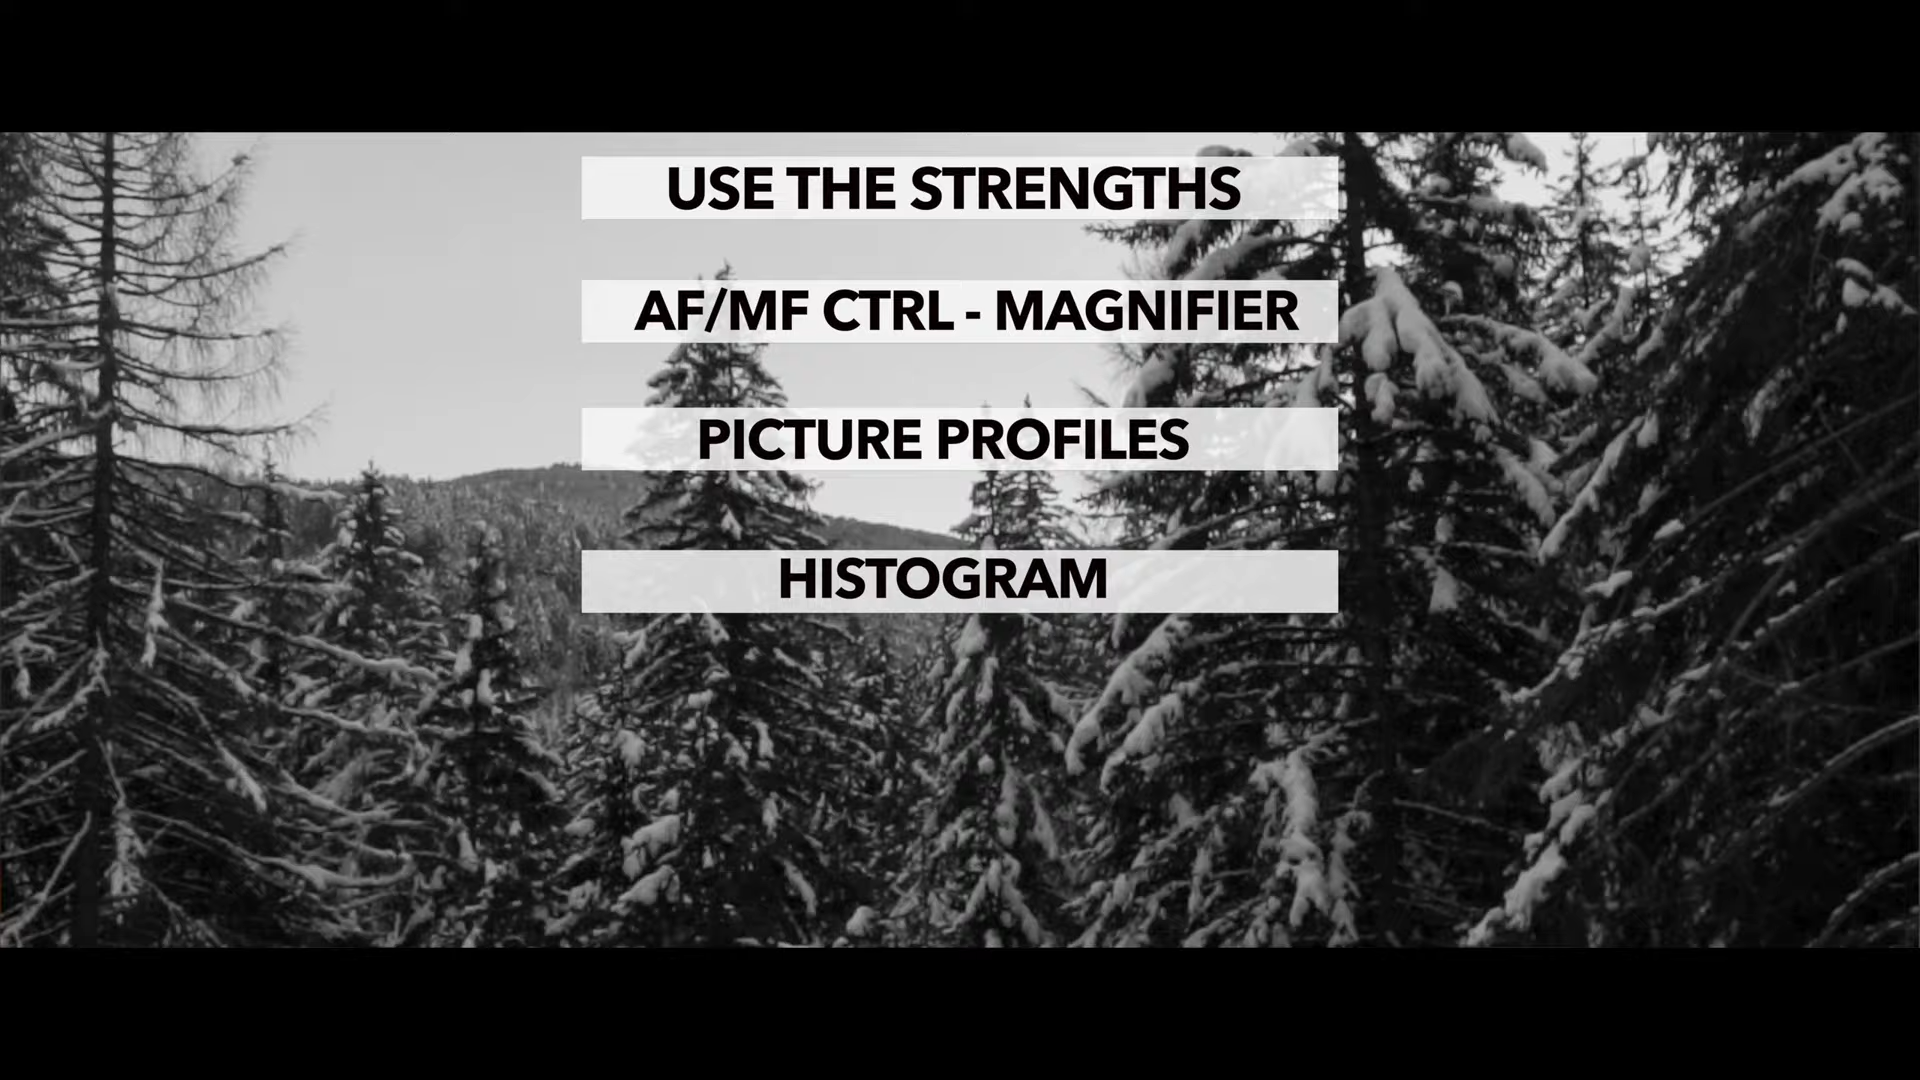 USE THE STRENGTHS
AF/MF CTRL - MAGNIFIER
PICTURE PROFILES
HISTOGRAM